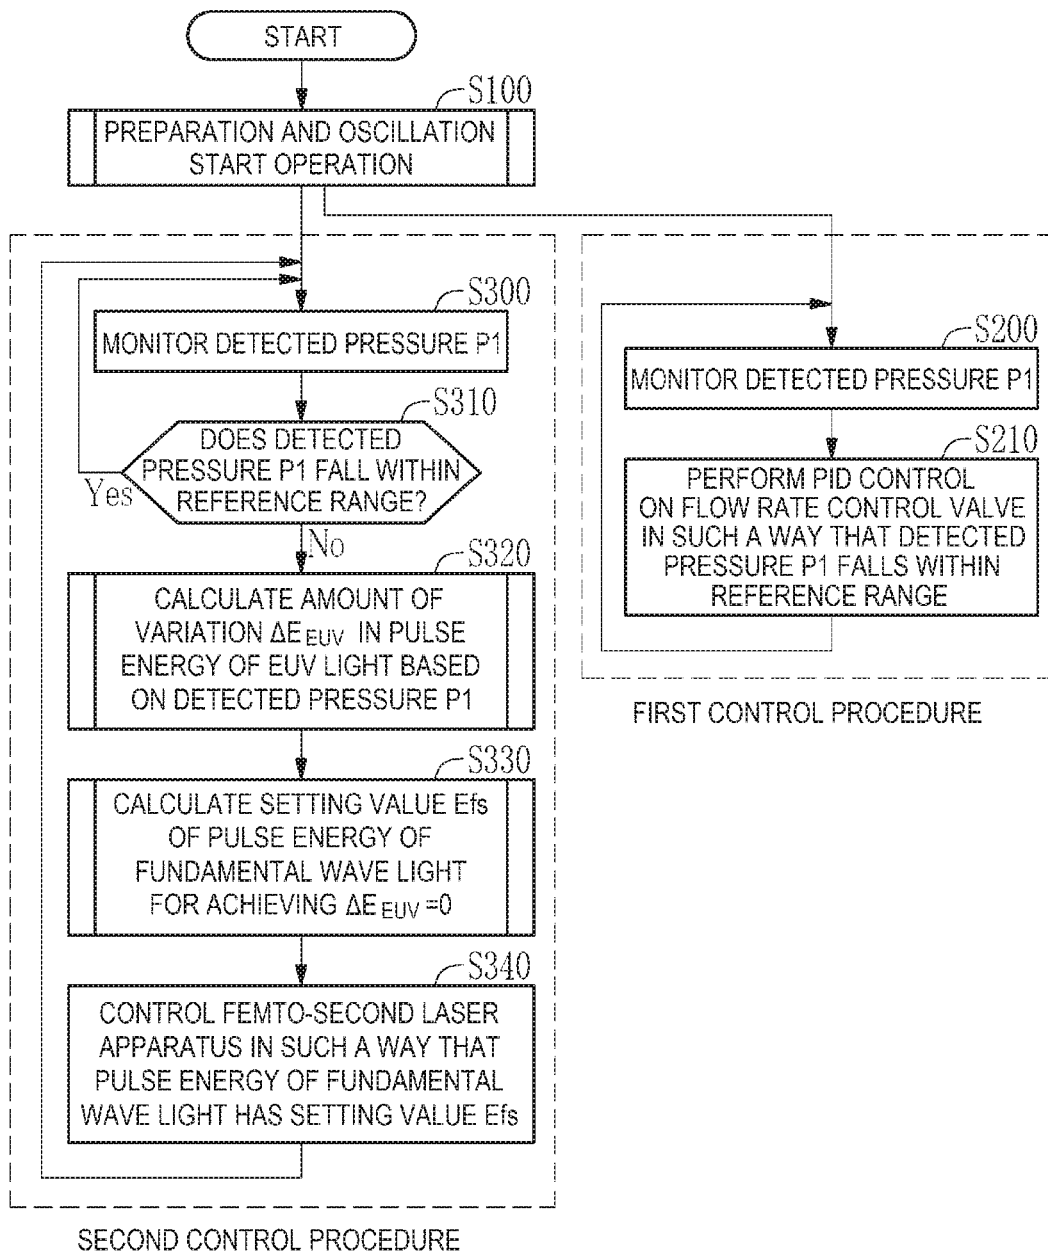 START
S100
PREPARATION AND OSCILLATION
START OPERATION
S300
MONITOR DETECTED PRESSURE P1
S310
DOES DETECTED
PRESSURE P1 FALL WITHIN
REFERENCE RANGE?
Yes
No
S320
CALCULATE AMOUNT OF
VARIATION ΔE EUV IN PULSE
ENERGY OF EUV LIGHT BASED
ON DETECTED PRESSURE P1
S330
CALCULATE SETTING VALUE Efs
OF PULSE ENERGY OF
FUNDAMENTAL WAVE LIGHT
FOR ACHIEVING ΔE EUV =0
S340
CONTROL FEMTO-SECOND LASER
APPARATUS IN SUCH A WAY THAT
PULSE ENERGY OF FUNDAMENTAL
WAVE LIGHT HAS SETTING VALUE Efs
SECOND CONTROL PROCEDURE
S200
MONITOR DETECTED PRESSURE P1
S210
PERFORM PID CONTROL
ON FLOW RATE CONTROL VALVE
IN SUCH A WAY THAT DETECTED
PRESSURE P1 FALLS WITHIN
REFERENCE RANGE
FIRST CONTROL PROCEDURE